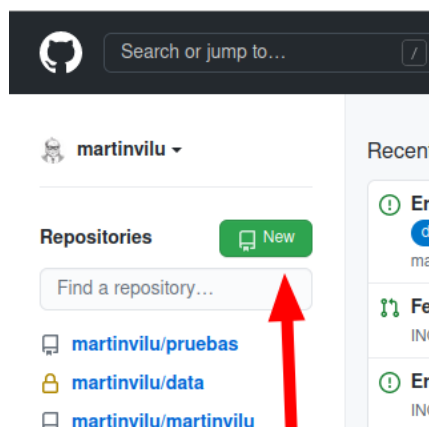 Search or jump to...
/
martinvilu
Recent
Repositories
New
Find a repository...
martinvilu/pruebas
martinvilu/data
martinvilu/martinvilu